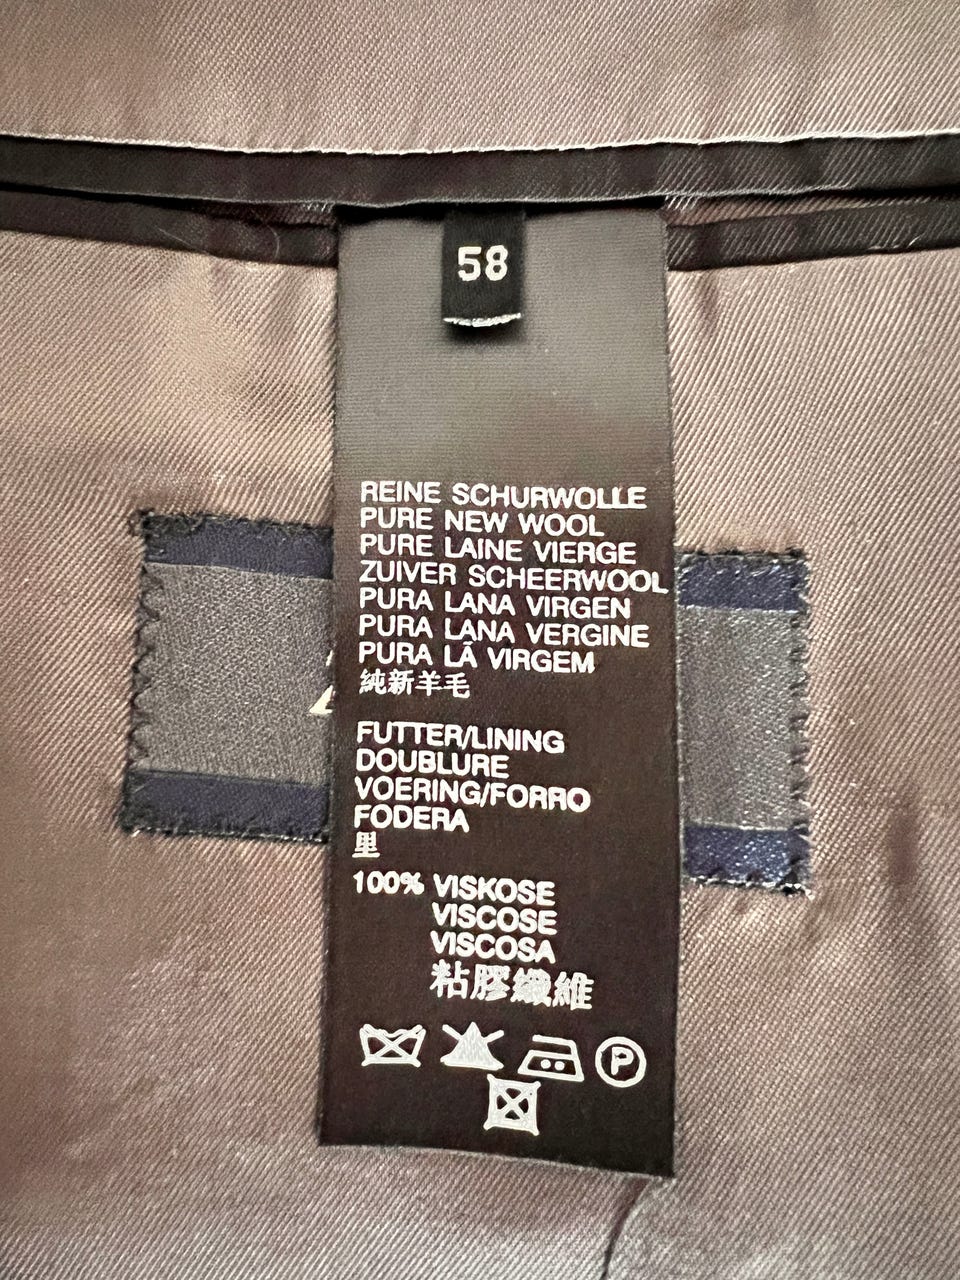 58
REINE SCHURWOLLE
PURE NEW WOOL
PURE LAINE VIERGE
ZUIVER SCHEERWOOL
PURA LANA VIRGEN
PURA LANA VERGINE
PURA LÃ VIRGEM
純新羊毛
FUTTER/LINING
DOUBLURE
VOERING/FORRO
FODERA
里
100% VISKOSE
VISCOSE
VISCOSA
粘膠纖維
P